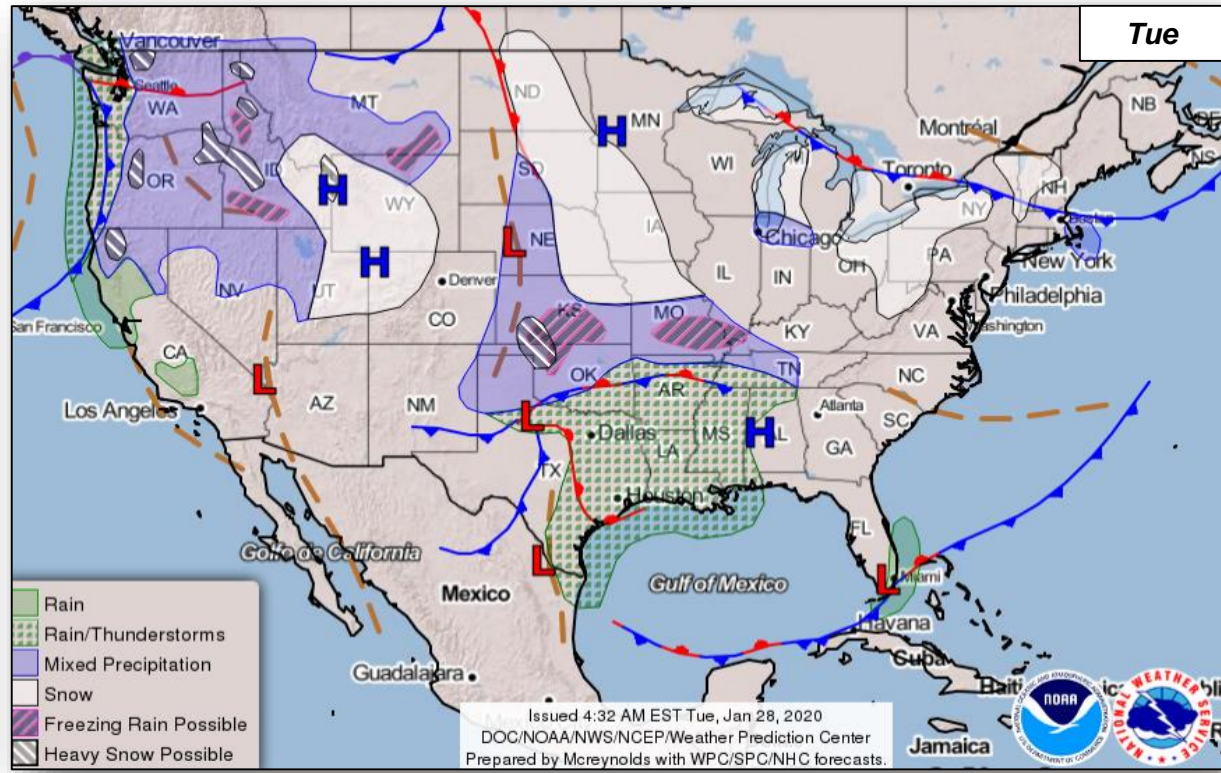 Tue
Vancouver
Seattle
WA
MT
ND
MN
Montréal
NB
NS
OR
ID
WY
SD
WI
Toronto
NH
NY
Boston
H
H
H
L
NE
IA
Chicago
New York
NV
UT
Denver
CO
KS
MO
IL
IN
OH
PA
Philadelphia
San Francisco
CA
KY
VA
Washington
L
Los Angeles
AZ
NM
OK
AR
TN
NC
L
Dallas
LA
MS
H
AL
Atlanta
GA
SC
TX
Houston
FL
Golfo de California
L
Mexico
Gulf of Mexico
L
Miami
Havana
Cuba
Guadalajara
Jamaica
Rain
Rain/Thunderstorms
Mixed Precipitation
Snow
Freezing Rain Possible
Heavy Snow Possible
Issued 4:32 AM EST Tue, Jan 28, 2020
DOC/NOAA/NWS/NCEP/Weather Prediction Center
Prepared by Mcreynolds with WPC/SPC/NHC forecasts.
NOAA
NATIONAL WEATHER SERVICE